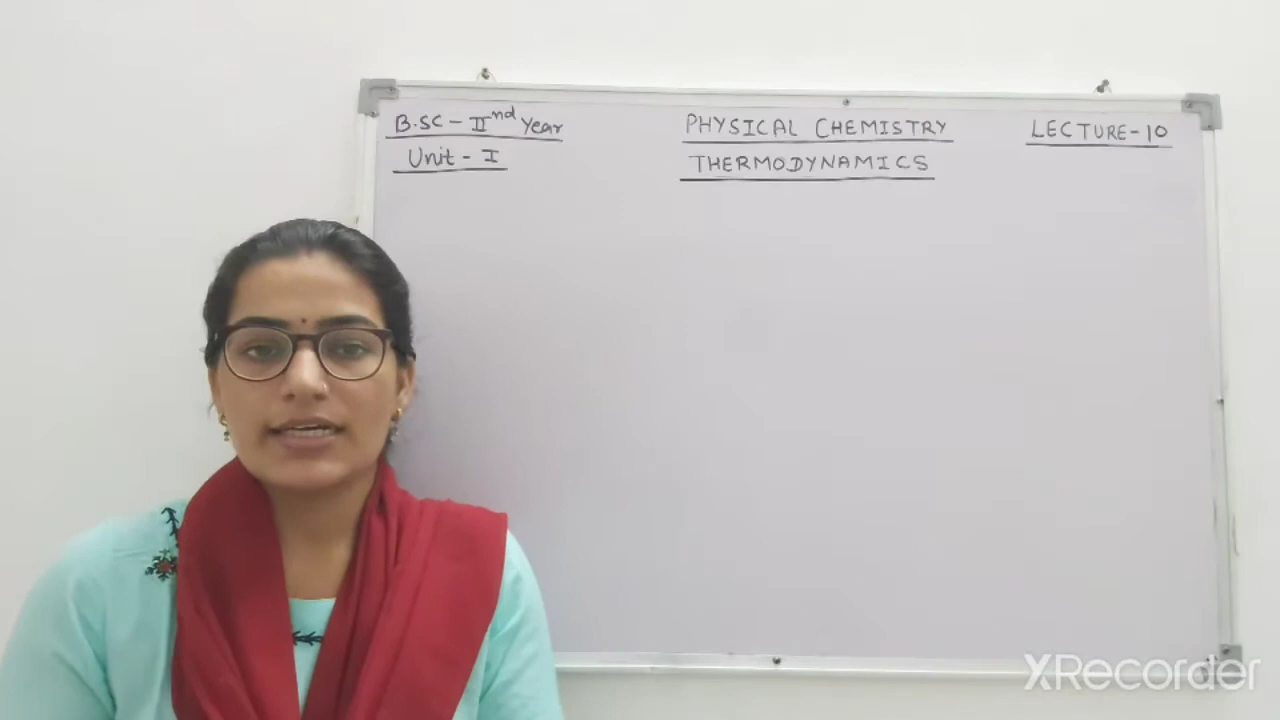 B.SC - IInd Year
Unit - I
PHYSICAL CHEMISTRY
THERMODYNAMICS
LECTURE-10
XRecorder